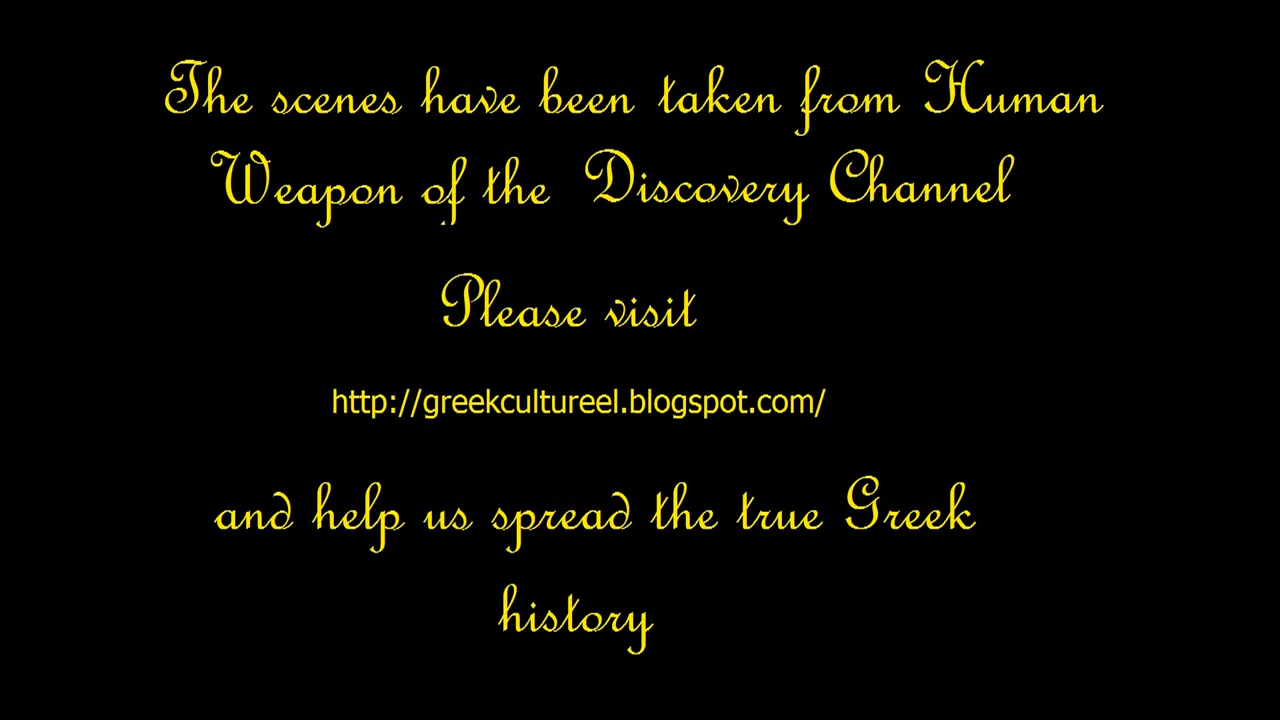 The scenes have been taken from Human
Weapon of the Discovery Channel
Please visit
http://greekcultureel.blogspot.com/
and help us spread the true Greek
history